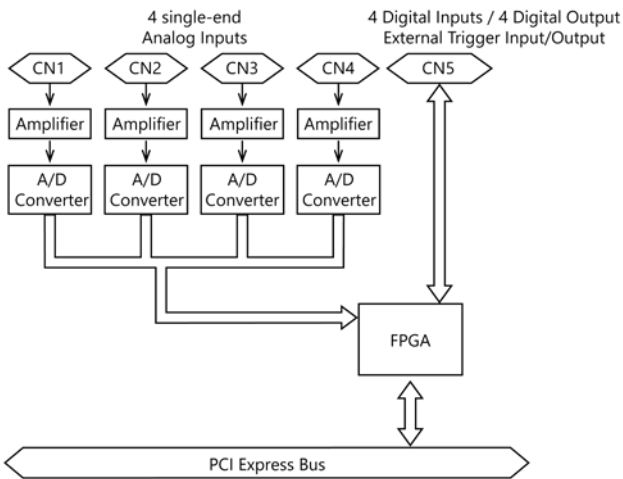 4 single-end
Analog Inputs
4 Digital Inputs / 4 Digital Output
External Trigger Input/Output
CN1
CN2
CN3
CN4
CN5
Amplifier
Amplifier
Amplifier
Amplifier
A/D
Converter
A/D
Converter
A/D
Converter
A/D
Converter
FPGA
PCI Express Bus